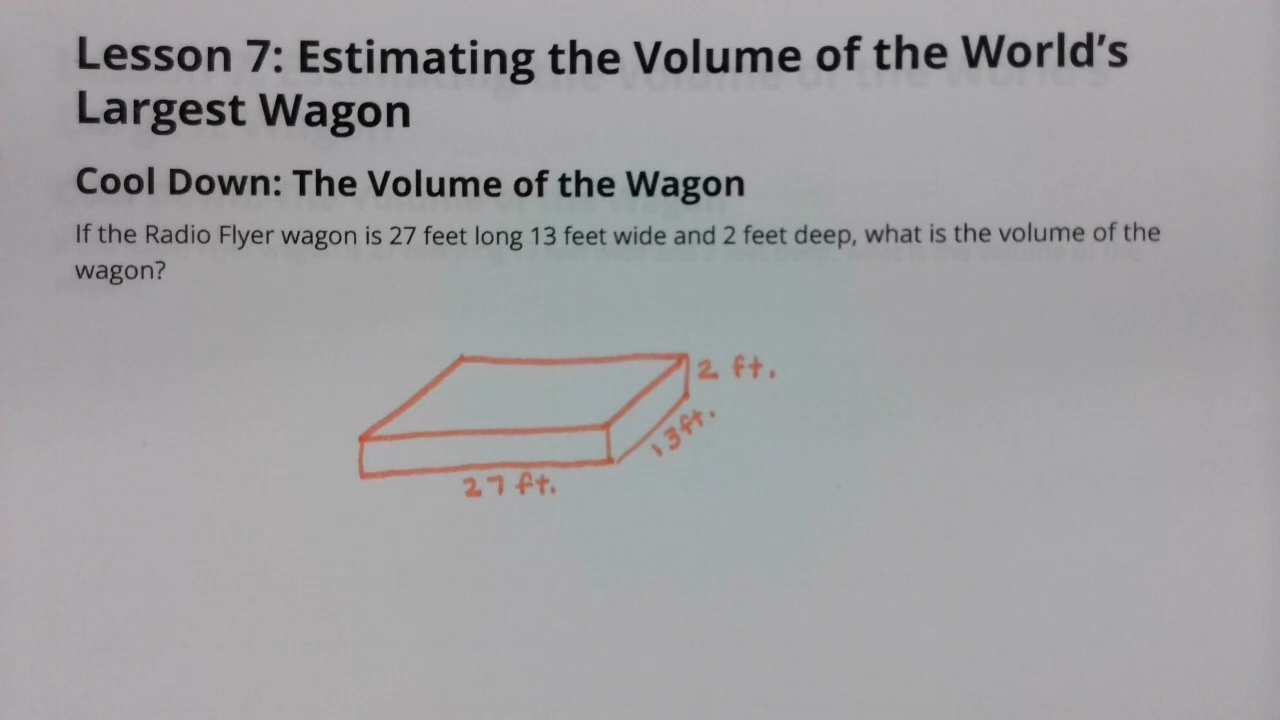 Lesson 7: Estimating the Volume of the World's
Largest Wagon
Cool Down: The Volume of the Wagon
If the Radio Flyer wagon is 27 feet long 13 feet wide and 2 feet deep, what is the volume of the
wagon?
2 ft.
13 ft.
27 ft.